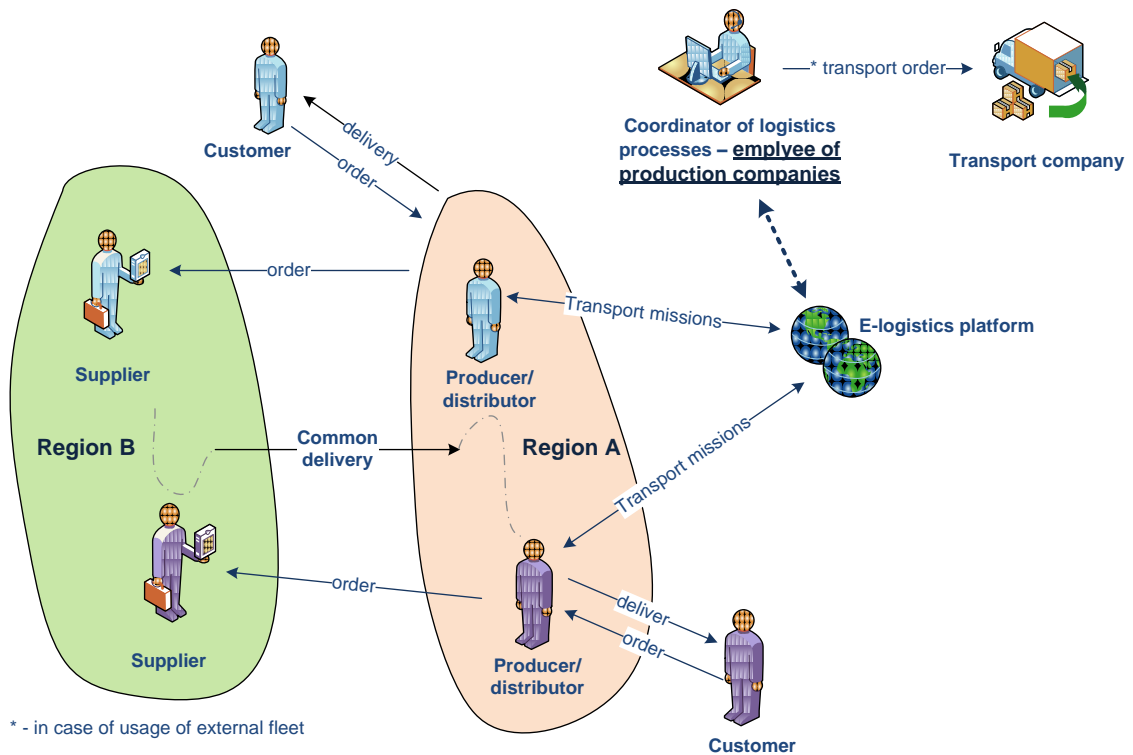 * transport order
Customer
delivery
order
Coordinator of logistics
processes – emplyee of
production companies
Transport company
order
Transport missions
E-logistics platform
Supplier
Producer/
distributor
Region B
Common
delivery
Region A
Transport missions
order
deliver
order
Supplier
Producer/
distributor
* - in case of usage of external fleet
Customer